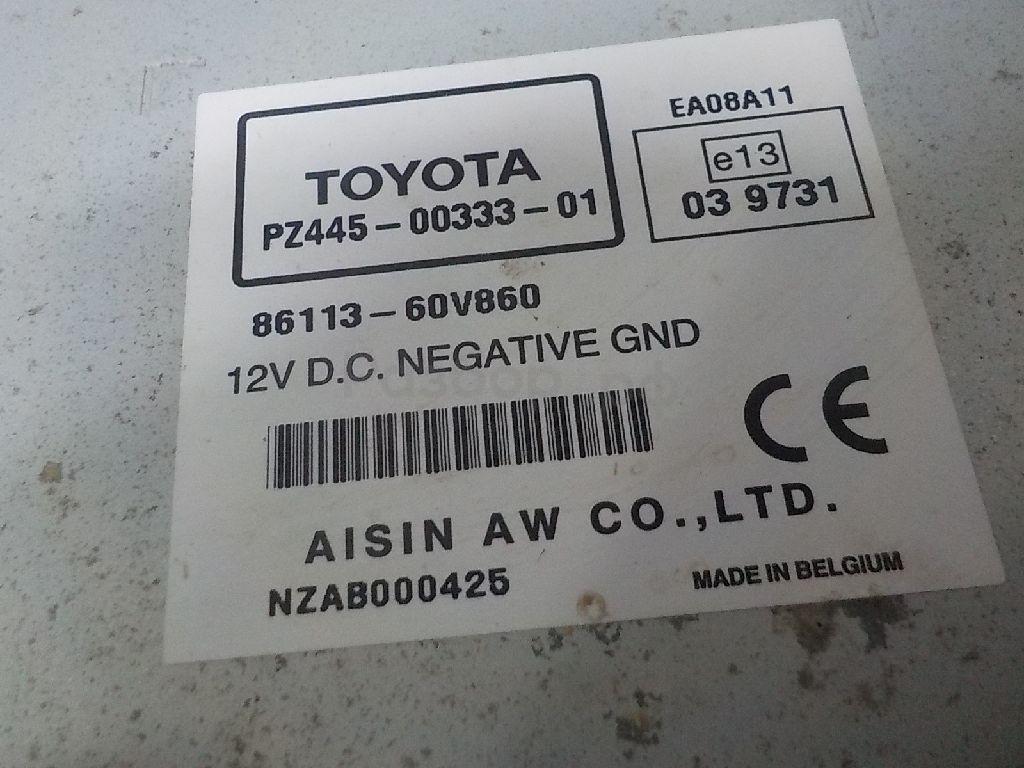 EA08A11
e13
03 9731
TOYOTA
PZ445-00333-01
86113-60V860
12V D.C. NEGATIVE GND
CE
AISIN AW CO.,LTD.
NZAB000425
MADE IN BELGIUM